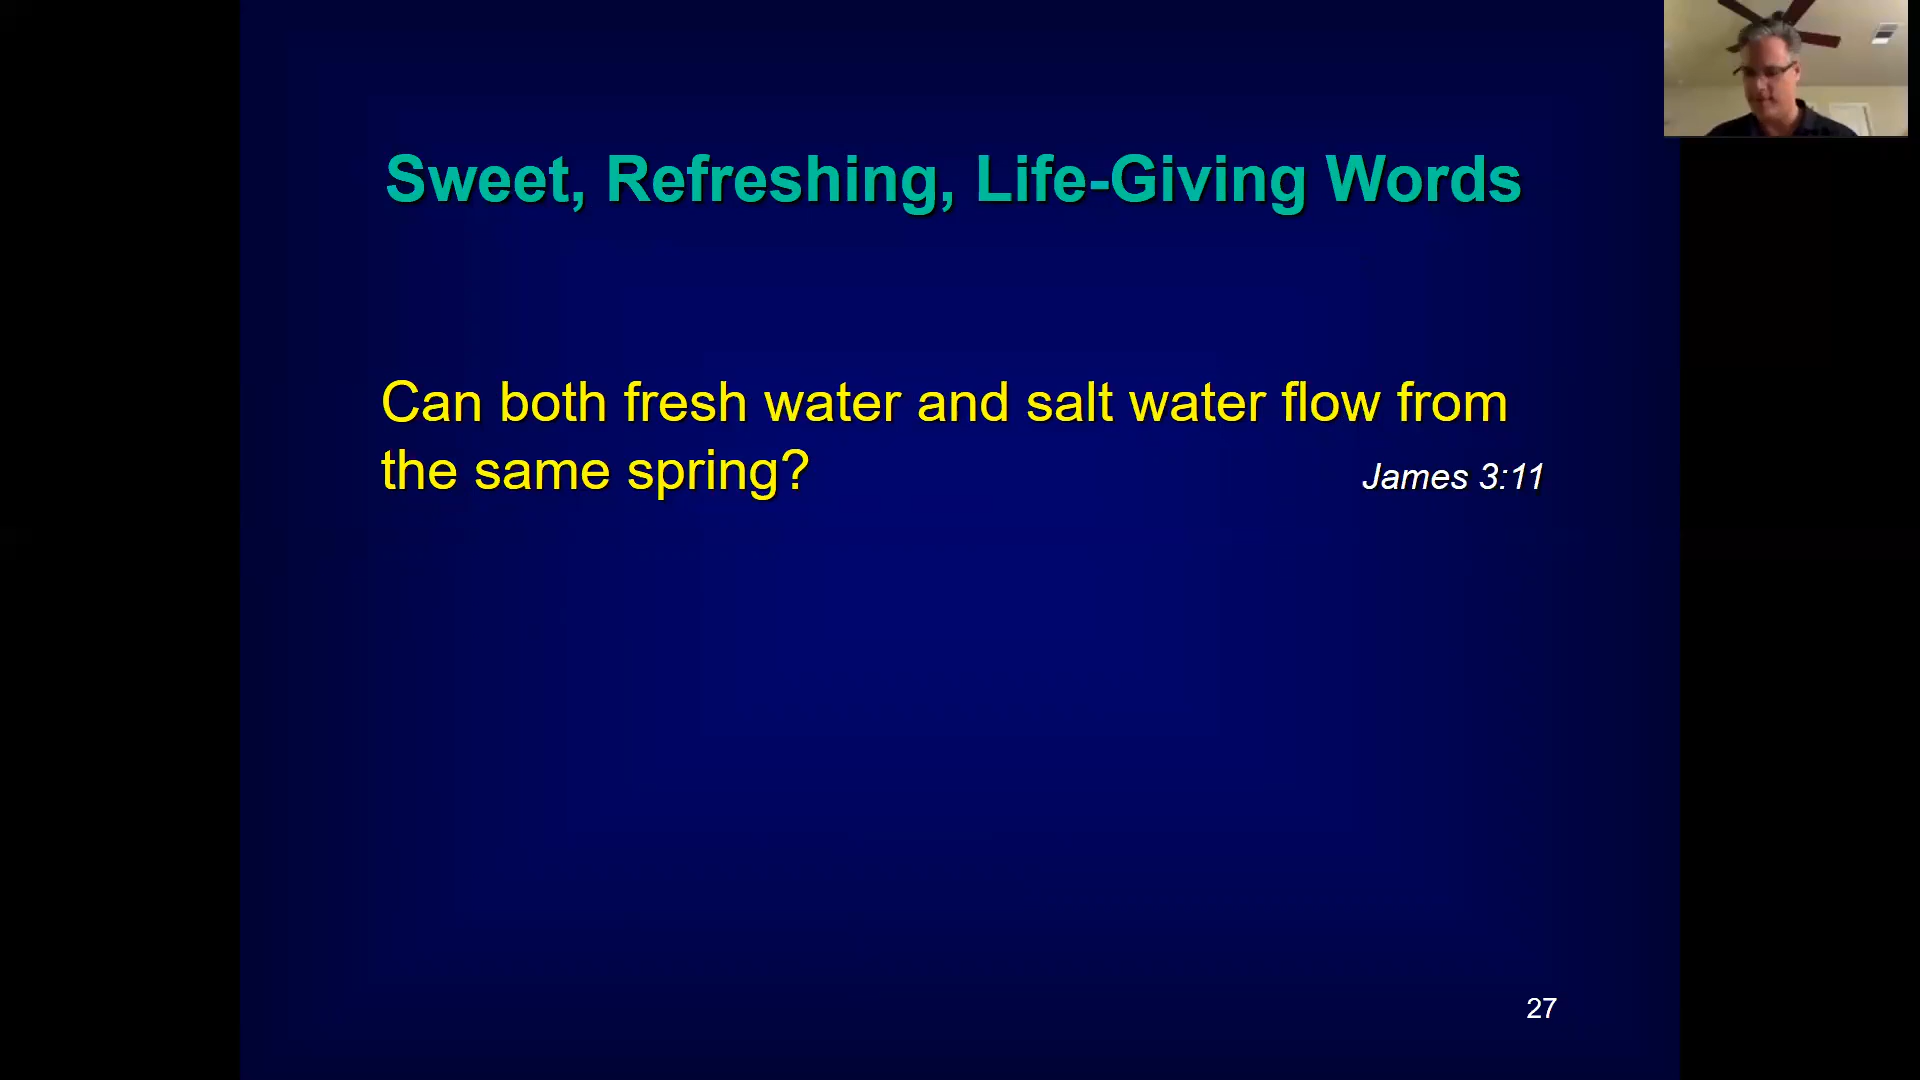 Sweet, Refreshing, Life-Giving Words
Can both fresh water and salt water flow from
the same spring?
James 3:11
27